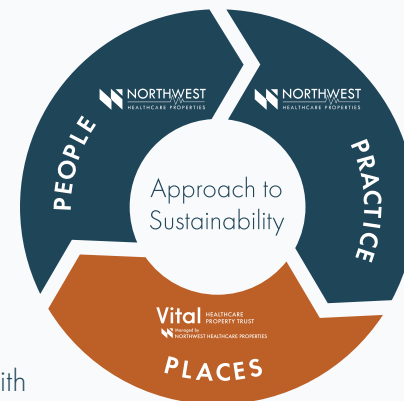 NORTHWEST
HEALTHCARE PROPERTIES
NORTHWEST
HEALTHCARE PROPERTIES
PEOPLE
PRACTICE
Approach to
Sustainability
Vital HEALTHCARE
PROPERTY TRUST
Managed by
NORTHWEST HEALTHCARE PROPERTIES
PLACES
ith